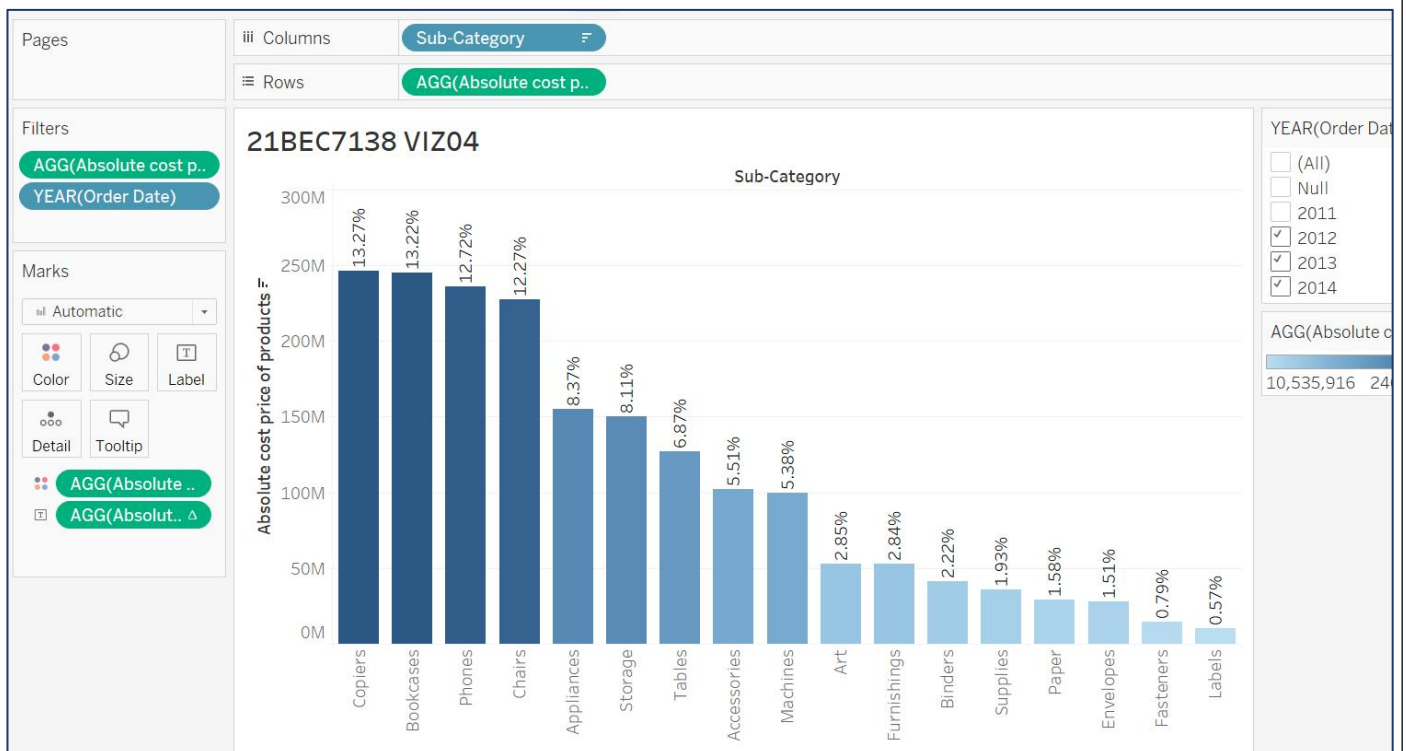 Pages
iii Columns
Sub-Category
Rows
AGG(Absolute cost p..
Filters
AGG(Absolute cost p..
YEAR(Order Date)
Marks
Automatic
Color
Size
Label
Detail
Tooltip
AGG(Absolute ..
AGG(Absolut.. Δ
21BEC7138 VIZ04
Sub-Category
Absolute cost price of products
300M
250M
200M
150M
100M
50M
0M
13.27%
13.22%
12.72%
12.27%
8.37%
8.11%
6.87%
5.51%
5.38%
2.85%
2.84%
2.22%
1.93%
1.58%
1.51%
0.79%
0.57%
Copiers
Bookcases
Phones
Chairs
Appliances
Storage
Tables
Accessories
Machines
Art
Furnishings
Binders
Supplies
Paper
Envelopes
Fasteners
Labels
YEAR(Order Dat
(All)
Null
2011
2012
2013
2014
AGG(Absolute c
10,535,916 24